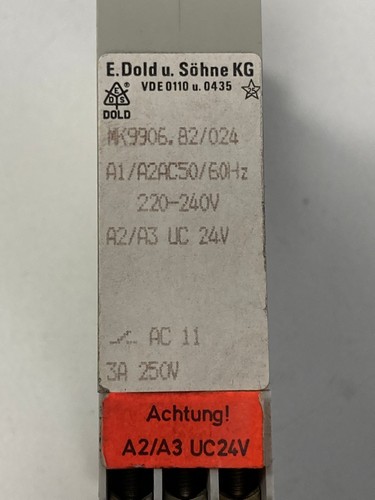 E.Dold u. Söhne KG
VDE 0110 u. 0435
EDS
®
DOLD
MK9906.82/024
A1/A2AC50/60Hz
220-240V
A2/A3 UC 24V
AC 11
3A 250V
Achtung!
A2/A3 UC24V